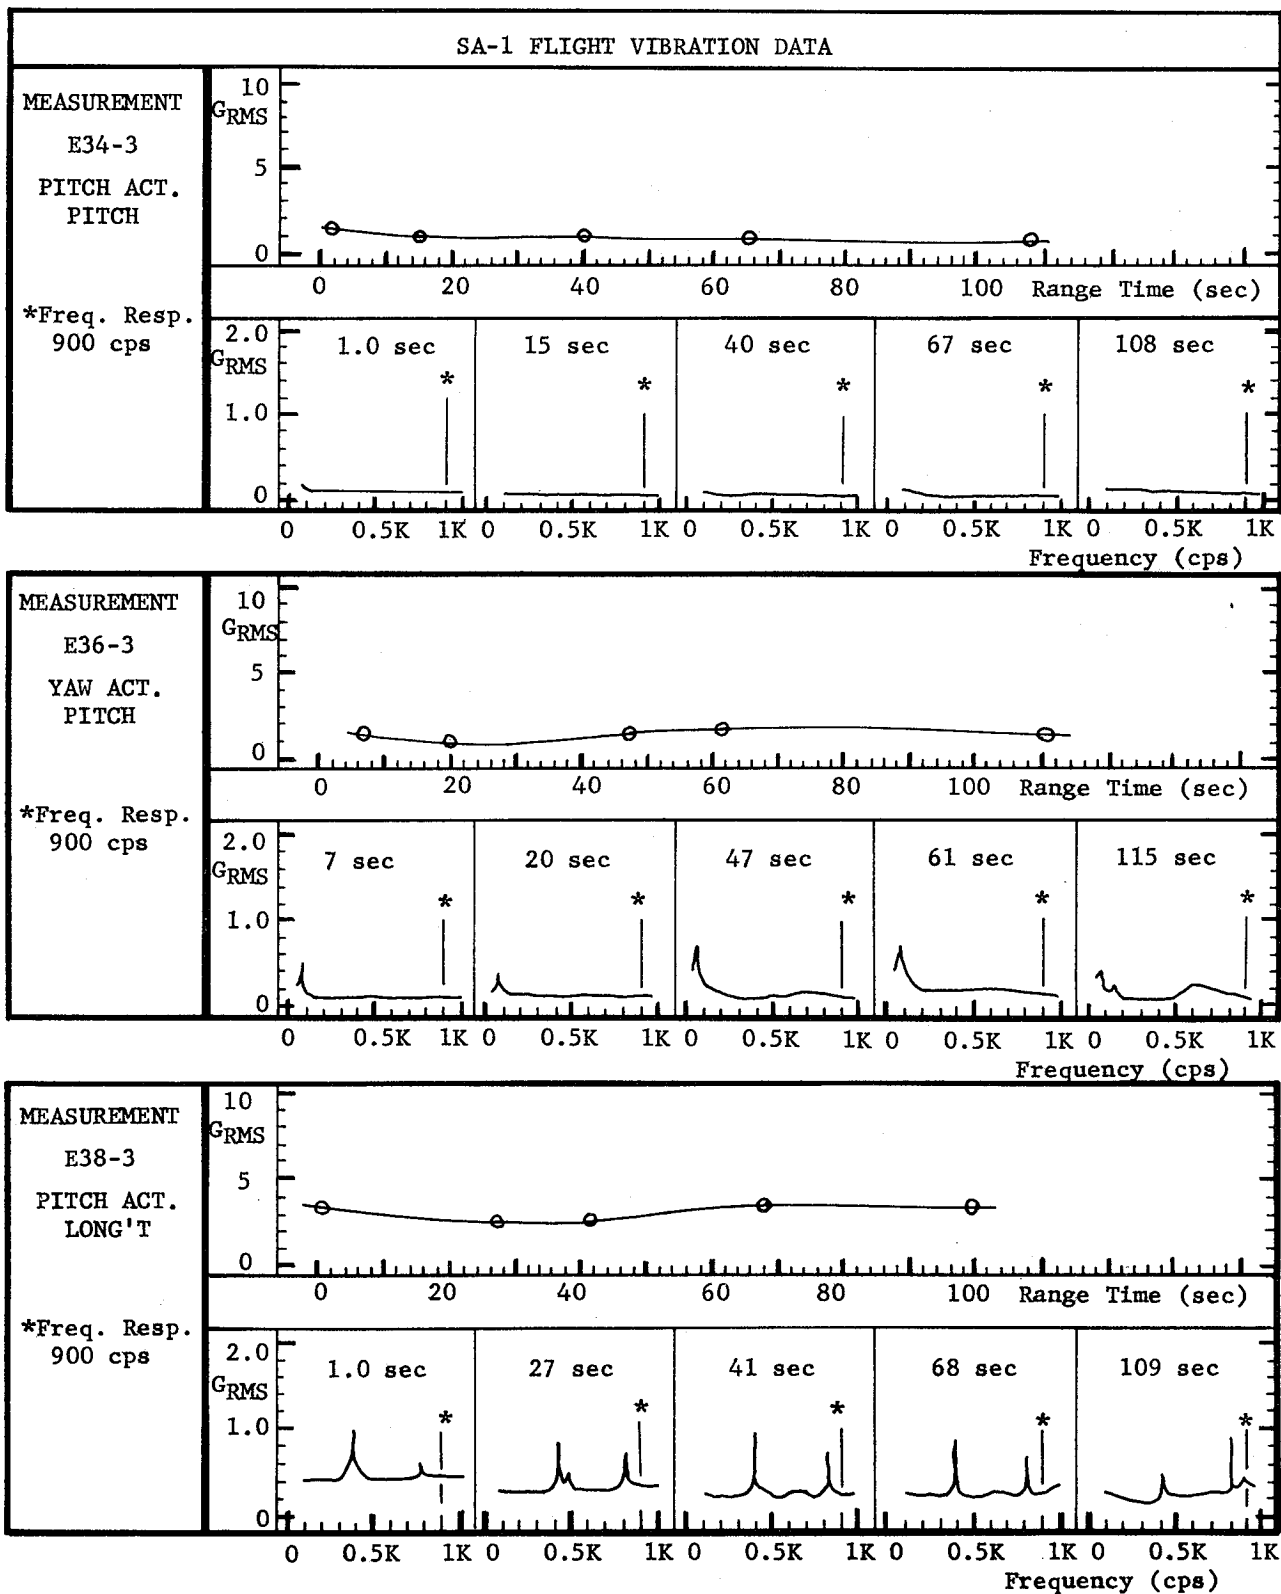 SA-1 FLIGHT VIBRATION DATA
MEASUREMENT
E34-3
PITCH ACT.
PITCH
*Freq. Resp.
900 cps
10
GRMS
5
0
0 20 40 60 80 100 Range Time (sec)
2.0
GRMS
1.0
0
1.0 sec 15 sec 40 sec 67 sec 108 sec
* * * * *
0 0.5K 1K 0 0.5K 1K 0 0.5K 1K 0 0.5K 1K 0 0.5K 1K
Frequency (cps)
MEASUREMENT
E36-3
YAW ACT.
PITCH
*Freq. Resp.
900 cps
10
GRMS
5
0
0 20 40 60 80 100 Range Time (sec)
2.0
GRMS
1.0
0
7 sec 20 sec 47 sec 61 sec 115 sec
* * * * *
0 0.5K 1K 0 0.5K 1K 0 0.5K 1K 0 0.5K 1K 0 0.5K 1K
Frequency (cps)
MEASUREMENT
E38-3
PITCH ACT.
LONG'T
*Freq. Resp.
900 cps
10
GRMS
5
0
0 20 40 60 80 100 Range Time (sec)
2.0
GRMS
1.0
0
1.0 sec 27 sec 41 sec 68 sec 109 sec
* * * * *
0 0.5K 1K 0 0.5K 1K 0 0.5K 1K 0 0.5K 1K 0 0.5K 1K
Frequency (cps)